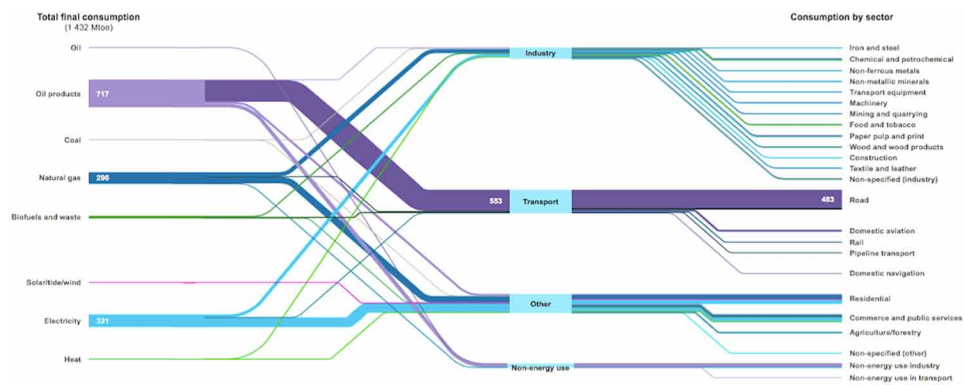 Total final consumption
(1 432 Mtoe)
Consumption by sector
Oil
Oil products
717
Coal
Natural gas
296
Biofuels and waste
Solar/tide/wind
Electricity
321
Heat
Industry
553
Transport
Other
Non-energy use
Iron and steel
Chemical and petrochemical
Non-ferrous metals
Non-metallic minerals
Transport equipment
Machinery
Mining and quarrying
Food and tobacco
Paper pulp and print
Wood and wood products
Construction
Textile and leather
Non-specified (industry)
483
Road
Domestic aviation
Rail
Pipeline transport
Domestic navigation
Residential
Commerce and public services
Agriculture/forestry
Non-specified (other)
Non-energy use industry
Non-energy use in transport